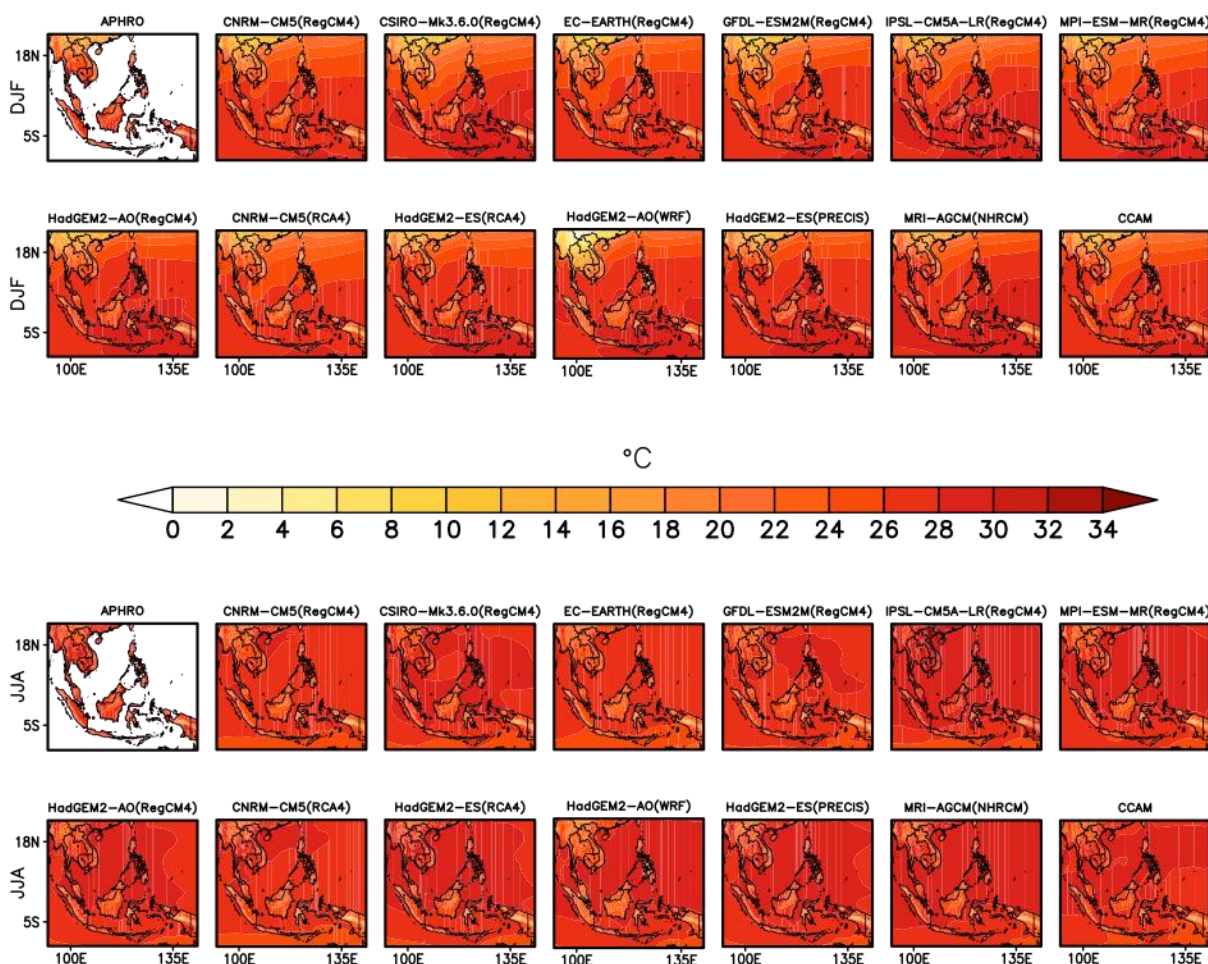 APHRO CNRM-CM5(RegCM4) CSIRO-Mk3.6.0(RegCM4) EC-EARTH(RegCM4) GFDL-ESM2M(RegCM4) IPSL-CM5A-LR(RegCM4) MPI-ESM-MR(RegCM4)
18N
DJF
5S
HadGEM2-AO(RegCM4) CNRM-CM5(RCA4) HadGEM2-ES(RCA4) HadGEM2-AO(WRF) HadGEM2-ES(PRECIS) MRI-AGCM(NHRCM) CCAM
18N
DJF
5S
100E 135E 100E 135E 100E 135E 100E 135E 100E 135E 100E 135E 100E 135E
°C
0 2 4 6 8 10 12 14 16 18 20 22 24 26 28 30 32 34
APHRO CNRM-CM5(RegCM4) CSIRO-Mk3.6.0(RegCM4) EC-EARTH(RegCM4) GFDL-ESM2M(RegCM4) IPSL-CM5A-LR(RegCM4) MPI-ESM-MR(RegCM4)
18N
JJA
5S
HadGEM2-AO(RegCM4) CNRM-CM5(RCA4) HadGEM2-ES(RCA4) HadGEM2-AO(WRF) HadGEM2-ES(PRECIS) MRI-AGCM(NHRCM) CCAM
18N
JJA
5S
100E 135E 100E 135E 100E 135E 100E 135E 100E 135E 100E 135E 100E 135E